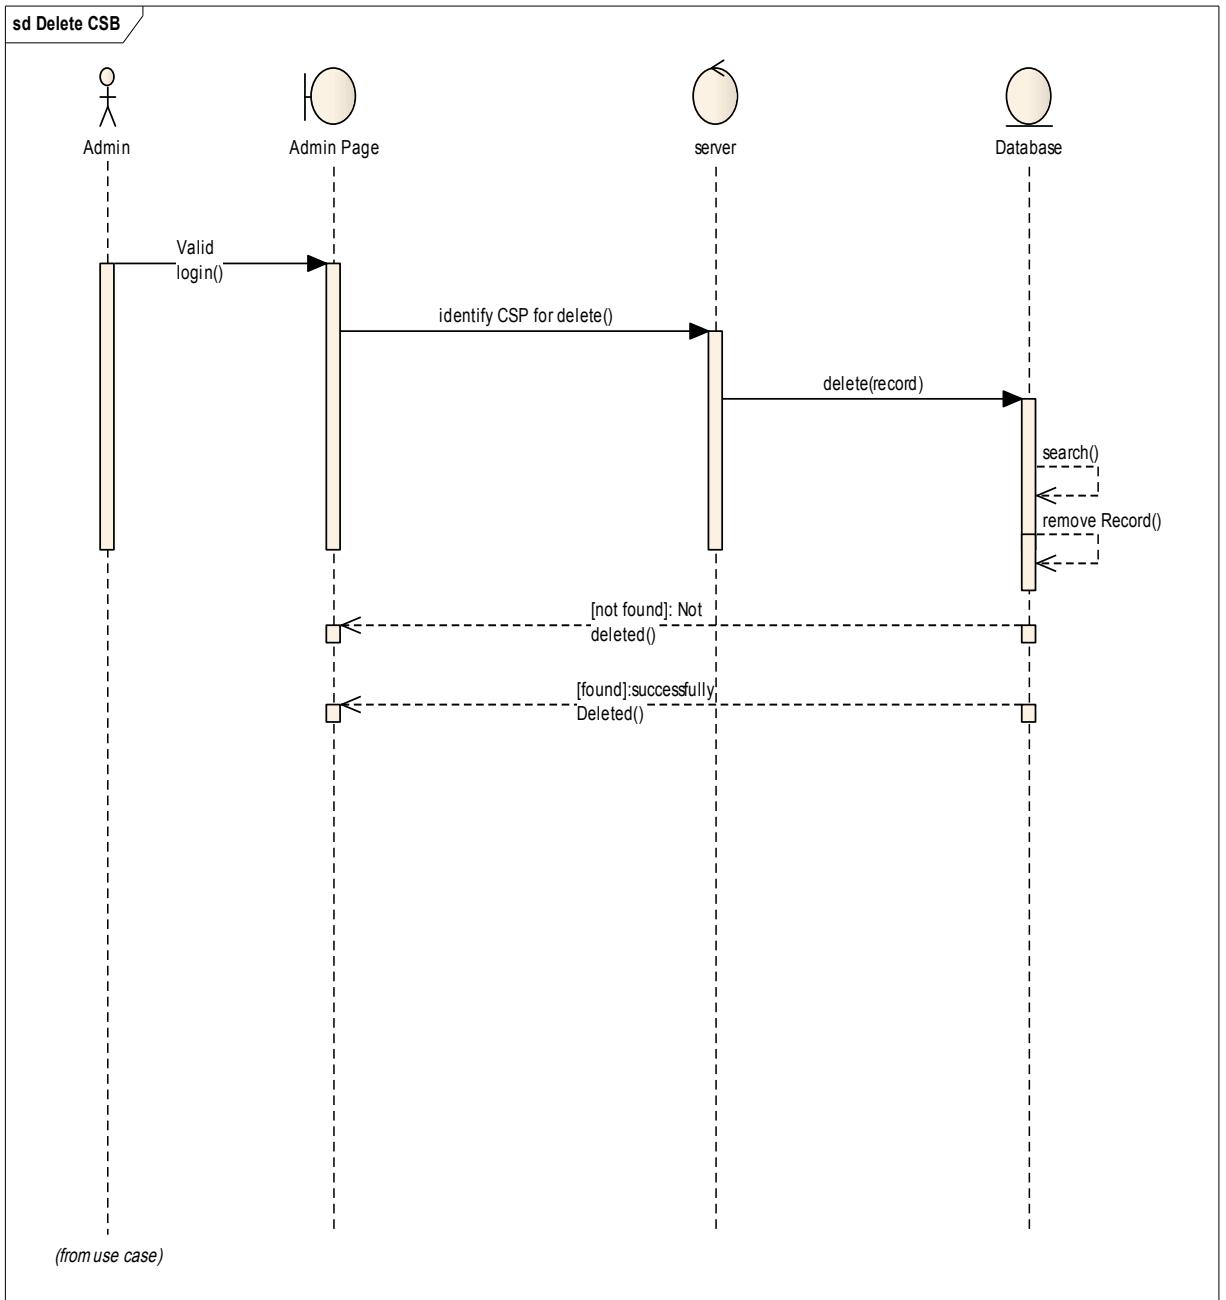 sd Delete CSB
Admin
Admin Page
server
Database
Valid
login()
identify CSP for delete()
delete(record)
search()
remove Record()
[not found]: Not
deleted()
[found]:successfully
Deleted()
(from use case)